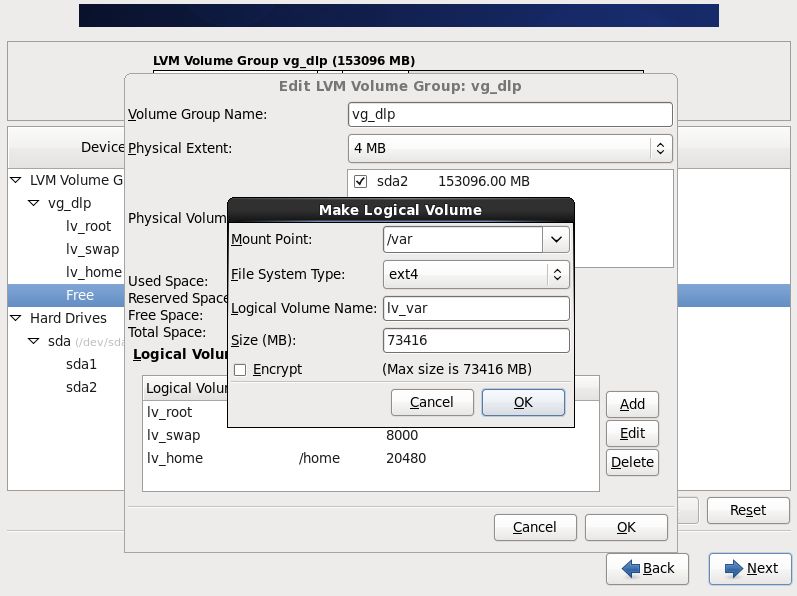 LVM Volume Group vg_dlp (153096 MB)
Edit LVM Volume Group: vg_dlp
Volume Group Name: vg_dlp
Device
Physical Extent: 4 MB
LVM Volume G
sda2 153096.00 MB
vg_dlp
Make Logical Volume
Physical Volum
lv_root
Mount Point: /var
lv_swap
lv_home
File System Type: ext4
Used Space:
Free
Reserved Space
Logical Volume Name: lv_var
Free Space:
Hard Drives
Total Space:
sda (/dev/sda
Size (MB): 73416
Logical Volu
sda1
Encrypt (Max size is 73416 MB)
sda2
Logical Volu
Cancel OK
Add
lv_root
lv_swap 8000
Edit
lv_home /home 20480
Delete
Reset
Cancel OK
Back Next